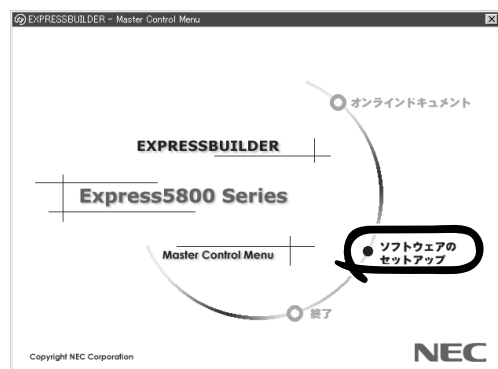 EXPRESSBUILDER - Master Control Menu
オンラインドキュメント
EXPRESSBUILDER
Express5800 Series
ソフトウェアの
セットアップ
Master Control Menu
終了
Copyright NEC Corporation
NEC